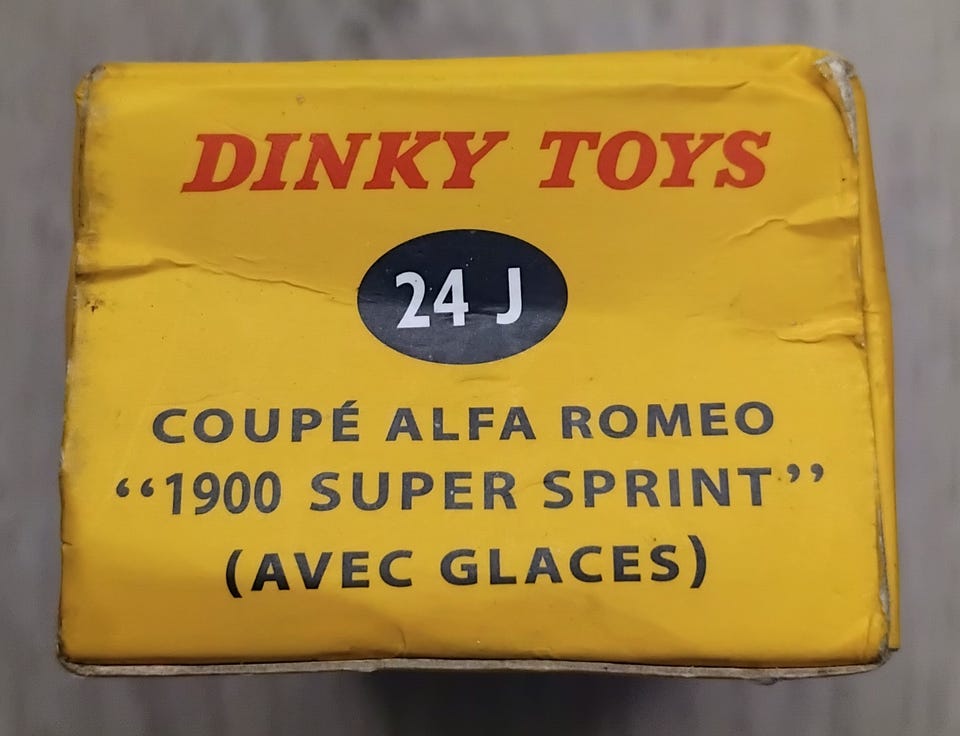 DINKY TOYS
24 J
COUPÉ ALFA ROMEO
“1900 SUPER SPRINT”
(AVEC GLACES)